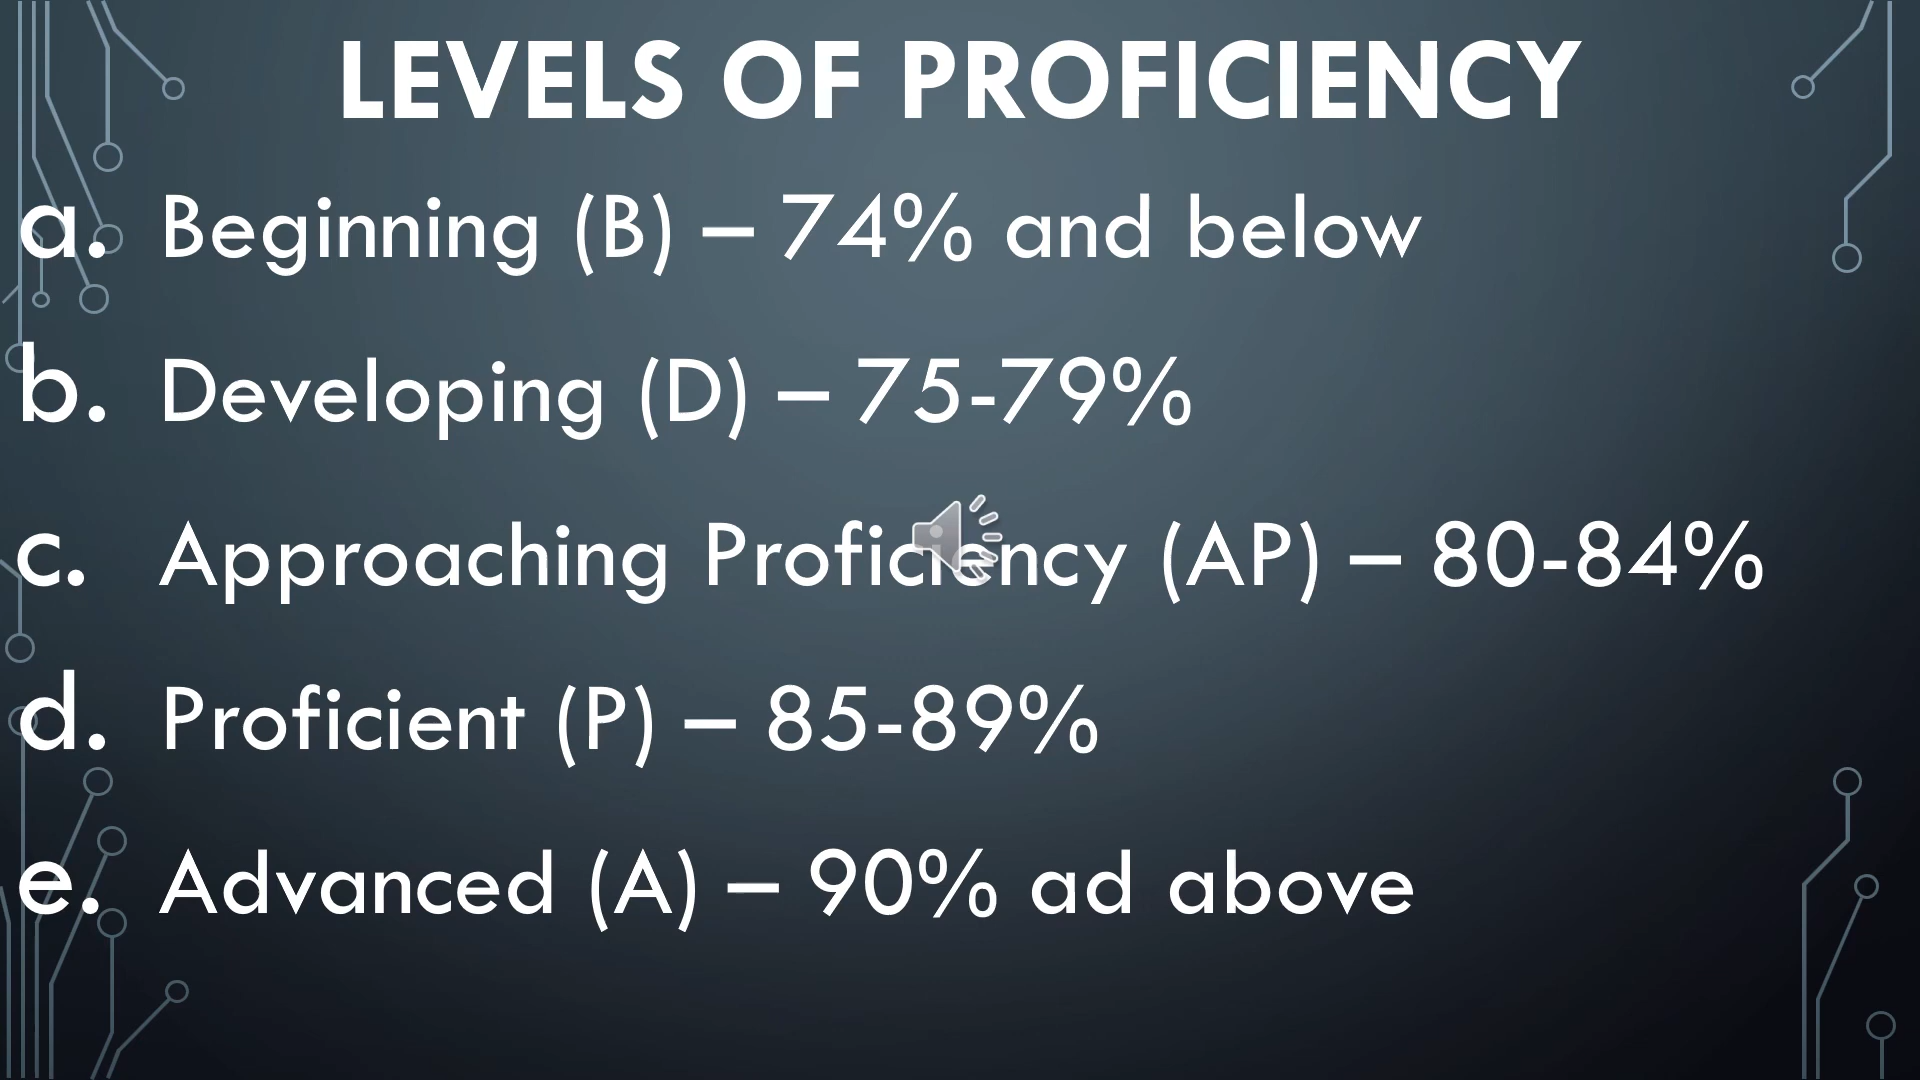 LEVELS OF PROFICIENCY
a. Beginning (B) – 74% and below
b. Developing (D) – 75-79%
c. Approaching Proficiency (AP) – 80-84%
d. Proficient (P) – 85-89%
e. Advanced (A) – 90% ad above